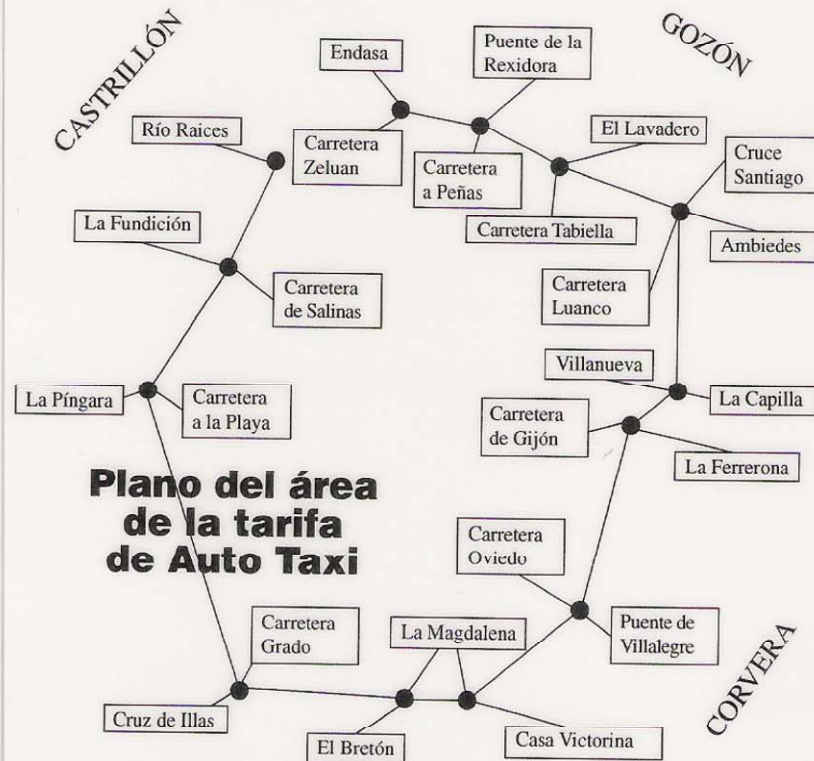 CASTRILLÓN
GOZÓN
Endasa
Puente de la
Rexidora
Río Raices
Carretera
Zeluan
Carretera
a Peñas
El Lavadero
Cruce
Santiago
La Fundición
Carretera Tabiella
Ambiedes
Carretera
de Salinas
Carretera
Luanco
Villanueva
La Píngara
Carretera
a la Playa
La Capilla
Carretera
de Gijón
La Ferrerona
Plano del área
de la tarifa
de Auto Taxi
Carretera
Oviedo
Carretera
Grado
La Magdalena
Puente de
Villalegre
Cruz de Illas
El Bretón
Casa Victorina
CORVERA